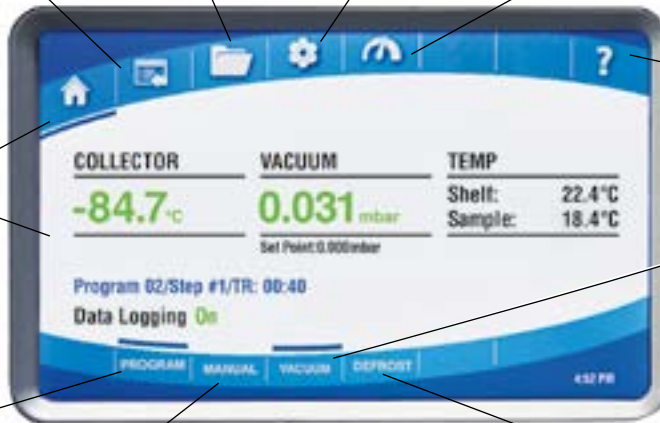 ?
COLLECTOR VACUUM TEMP
-84.7°C 0.031 mbar Shelf: 22.4°C
Sample: 18.4°C
Set Point:0.000mbar
Program 02/Step #1/TR: 00:40
Data Logging On
PROGRAM MANUAL VACUUM DEFROST
4:52 PM